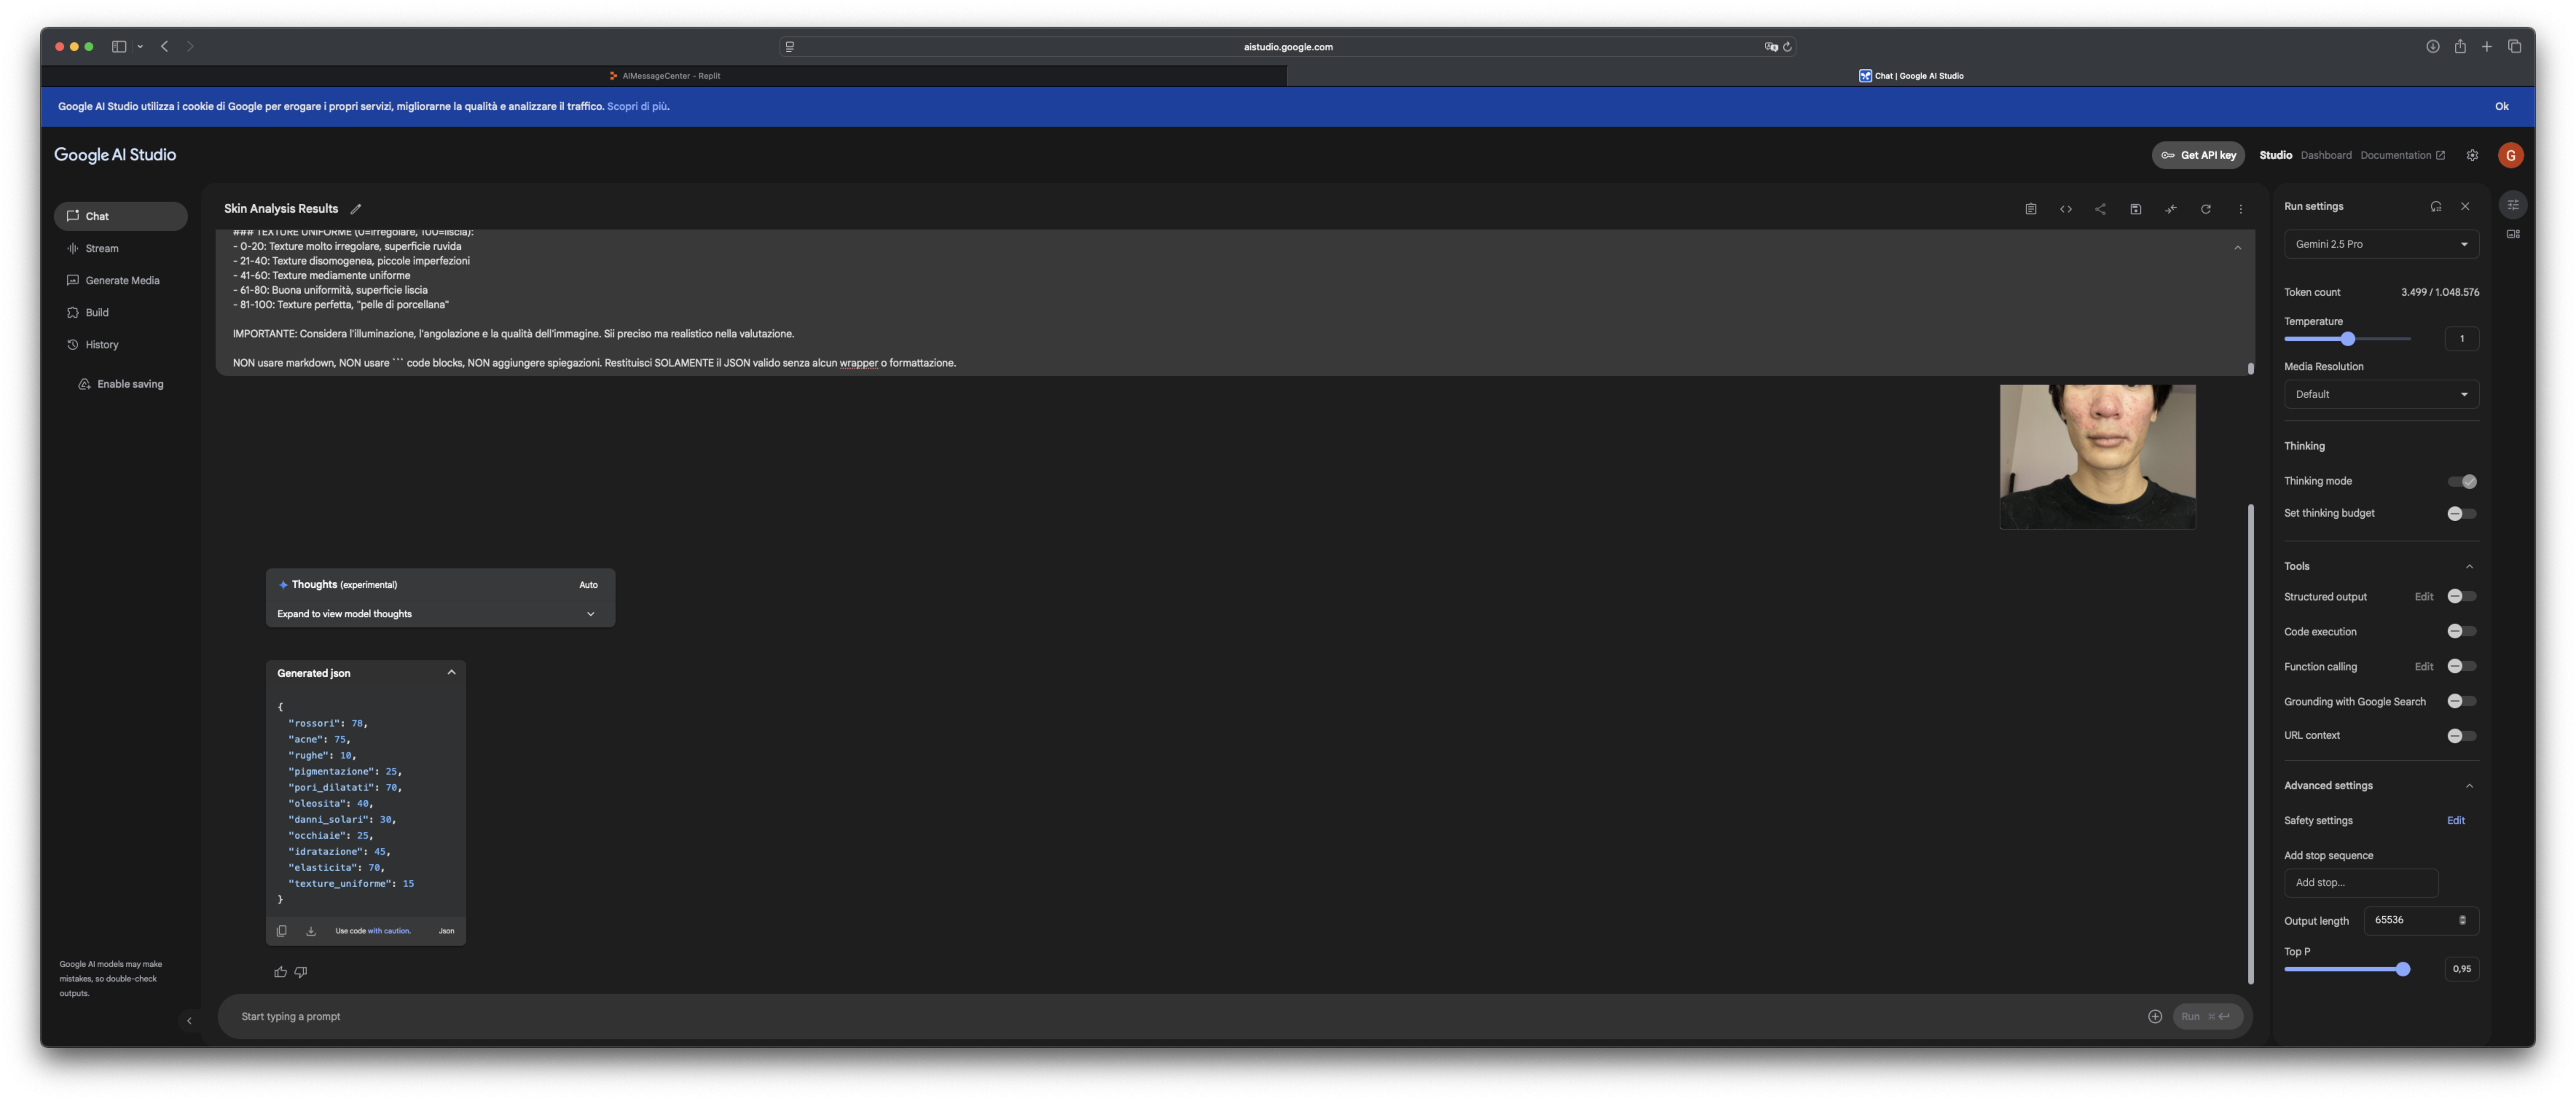 aistudio.google.com
AIMessageCenter - Replit
Chat | Google AI Studio
Google AI Studio utilizza i cookie di Google per erogare i propri servizi, migliorarne la qualità e analizzare il traffico. Scopri di più.
Ok
Google AI Studio
Get API key
Studio
Dashboard
Documentation
G
Chat
Stream
Generate Media
Build
History
Enable saving
Google AI models may make
mistakes, so double-check
outputs.
Skin Analysis Results
### TEXTURE UNIFORME (0=irregolare, 100=liscia):
- 0-20: Texture molto irregolare, superficie ruvida
- 21-40: Texture disomogenea, piccole imperfezioni
- 41-60: Texture mediamente uniforme
- 61-80: Buona uniformità, superficie liscia
- 81-100: Texture perfetta, "pelle di porcellana"
IMPORTANTE: Considera l'illuminazione, l'angolazione e la qualità dell'immagine. Sii preciso ma realistico nella valutazione.
NON usare markdown, NON usare ``` code blocks, NON aggiungere spiegazioni. Restituisci SOLAMENTE il JSON valido senza alcun wrapper o formattazione.
Thoughts (experimental)
Auto
Expand to view model thoughts
Generated json
{
"rossori": 78,
"acne": 75,
"rughe": 10,
"pigmentazione": 25,
"pori_dilatati": 70,
"oleosita": 40,
"danni_solari": 30,
"occhiaie": 25,
"idratazione": 45,
"elasticita": 70,
"texture_uniforme": 15
}
Use code with caution.
Json
Start typing a prompt
Run ⌘ ↩
Run settings
Gemini 2.5 Pro
Token count
3.499 / 1.048.576
Temperature
1
Media Resolution
Default
Thinking
Thinking mode
Set thinking budget
Tools
Structured output
Edit
Code execution
Function calling
Edit
Grounding with Google Search
URL context
Advanced settings
Safety settings
Edit
Add stop sequence
Add stop...
Output length
65536
Top P
0,95